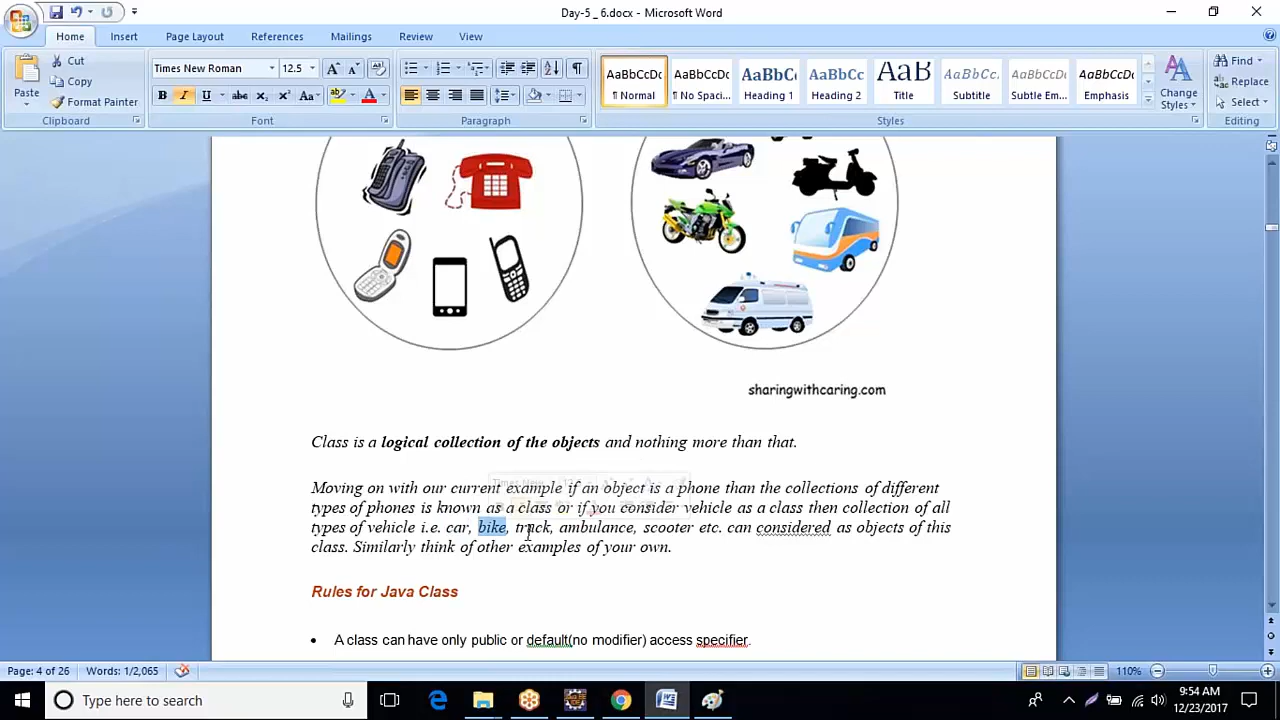 Day-5 _ 6.docx - Microsoft Word
Home Insert Page Layout References Mailings Review View
Paste
Cut
Copy
Format Painter
Clipboard
Times New Roman 12.5
Font
Paragraph
AaBbCcDc AaBbCcDc AaBbCc AaBbCc AaB AaBbCc. AaBbCcDc AaBbCcDc
¶ Normal ¶ No Spaci... Heading 1 Heading 2 Title Subtitle Subtle Em... Emphasis
Styles
Change Styles
Find
Replace
Select
Editing
sharingwithcaring.com
Class is a logical collection of the objects and nothing more than that.
Moving on with our current example if an object is a phone than the collections of different
types of phones is known as a class or if you consider vehicle as a class then collection of all
types of vehicle i.e. car, bike, truck, ambulance, scooter etc. can considered as objects of this
class. Similarly think of other examples of your own.
Rules for Java Class
• A class can have only public or default(no modifier) access specifier.
Page: 4 of 26 Words: 1/2,065 110%
Type here to search
9:54 AM
12/23/2017